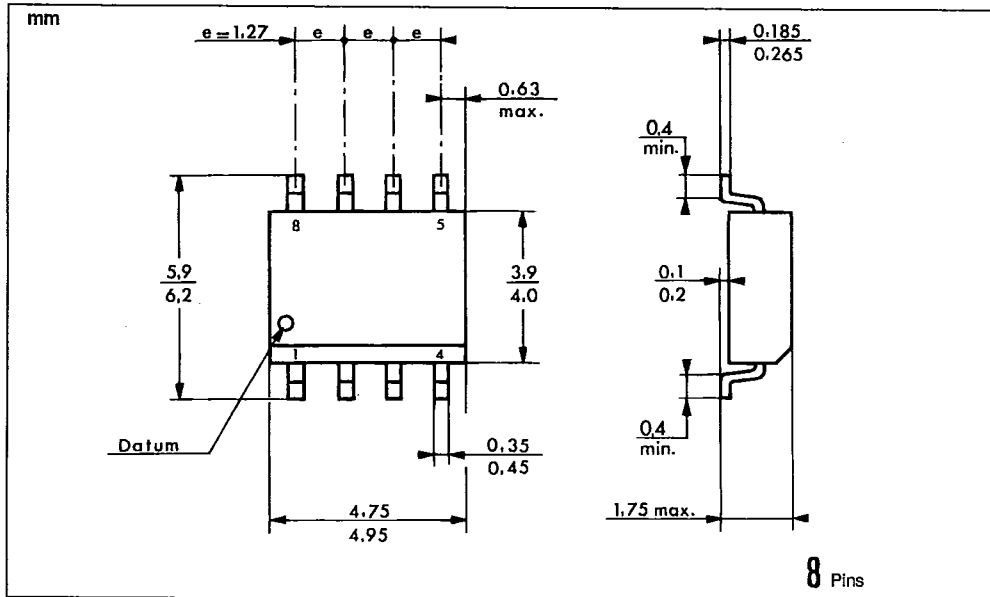 mm
e = 1.27 e e e
0.185
0.265
0.63
max.
0.4
min.
8 5
5.9
6.2
3.9
4.0
0.1
0.2
1 4
Datum
0.4
min.
0.35
0.45
4.75
4.95
1.75 max.
8 Pins